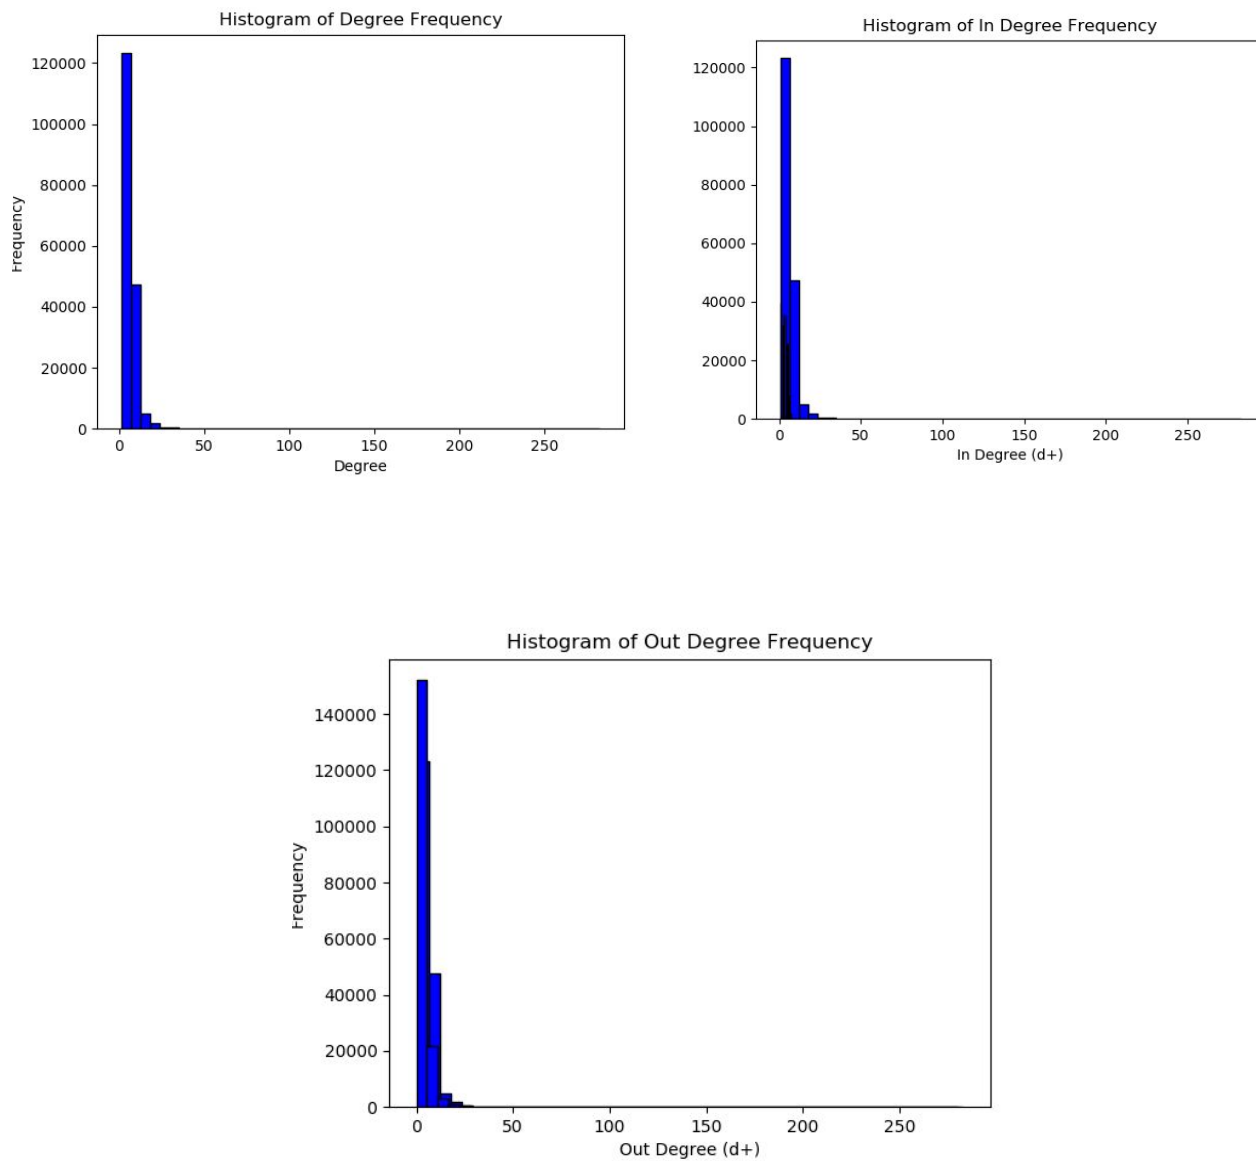 Histogram of Degree Frequency
120000
100000
80000
60000
40000
20000
0
Frequency
0 50 100 150 200 250
Degree
Histogram of In Degree Frequency
120000
100000
80000
60000
40000
20000
0
0 50 100 150 200 250
In Degree (d+)
Histogram of Out Degree Frequency
140000
120000
100000
80000
60000
40000
20000
0
Frequency
0 50 100 150 200 250
Out Degree (d+)